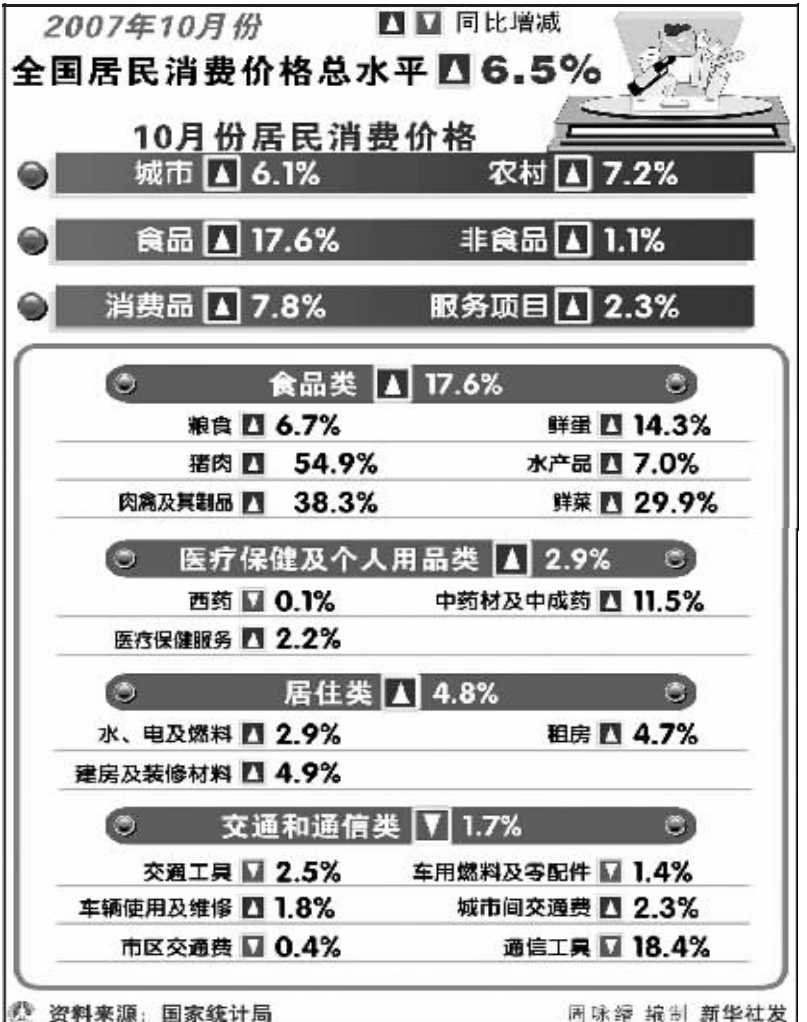 2007年10月份
▲ ▼ 同比增减
全国居民消费价格总水平 ▲ 6.5%
10月份居民消费价格
城市 ▲ 6.1% 农村 ▲ 7.2%
食品 ▲ 17.6% 非食品 ▲ 1.1%
消费品 ▲ 7.8% 服务项目 ▲ 2.3%
食品类 ▲ 17.6%
粮食 ▲ 6.7% 鲜蛋 ▲ 14.3%
猪肉 ▲ 54.9% 水产品 ▲ 7.0%
肉禽及其制品 ▲ 38.3% 鲜菜 ▲ 29.9%
医疗保健及个人用品类 ▲ 2.9%
西药 ▼ 0.1% 中药材及中成药 ▲ 11.5%
医疗保健服务 ▲ 2.2%
居住类 ▲ 4.8%
水、电及燃料 ▲ 2.9% 租房 ▲ 4.7%
建房及装修材料 ▲ 4.9%
交通和通信类 ▼ 1.7%
交通工具 ▼ 2.5% 车用燃料及零配件 ▼ 1.4%
车辆使用及维修 ▲ 1.8% 城市间交通费 ▲ 2.3%
市区交通费 ▼ 0.4% 通信工具 ▼ 18.4%
资料来源：国家统计局 周咏 编制 新华社发